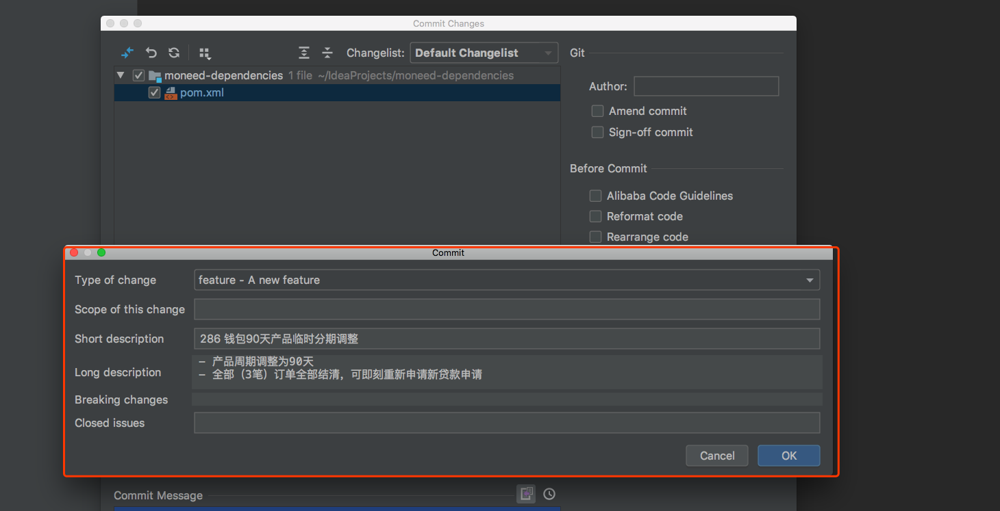 Commit Changes
Changelist: Default Changelist
Git
moneed-dependencies 1 file ~/IdeaProjects/moneed-dependencies
pom.xml
Author:
Amend commit
Sign-off commit
Before Commit
Alibaba Code Guidelines
Reformat code
Rearrange code
Commit
Type of change
feature - A new feature
Scope of this change
Short description
286 钱包90天产品临时分期调整
Long description
- 产品周期调整为90天
- 全部（3笔）订单全部结清，可即刻重新申请新贷款申请
Breaking changes
Closed issues
Cancel
OK
Commit Message